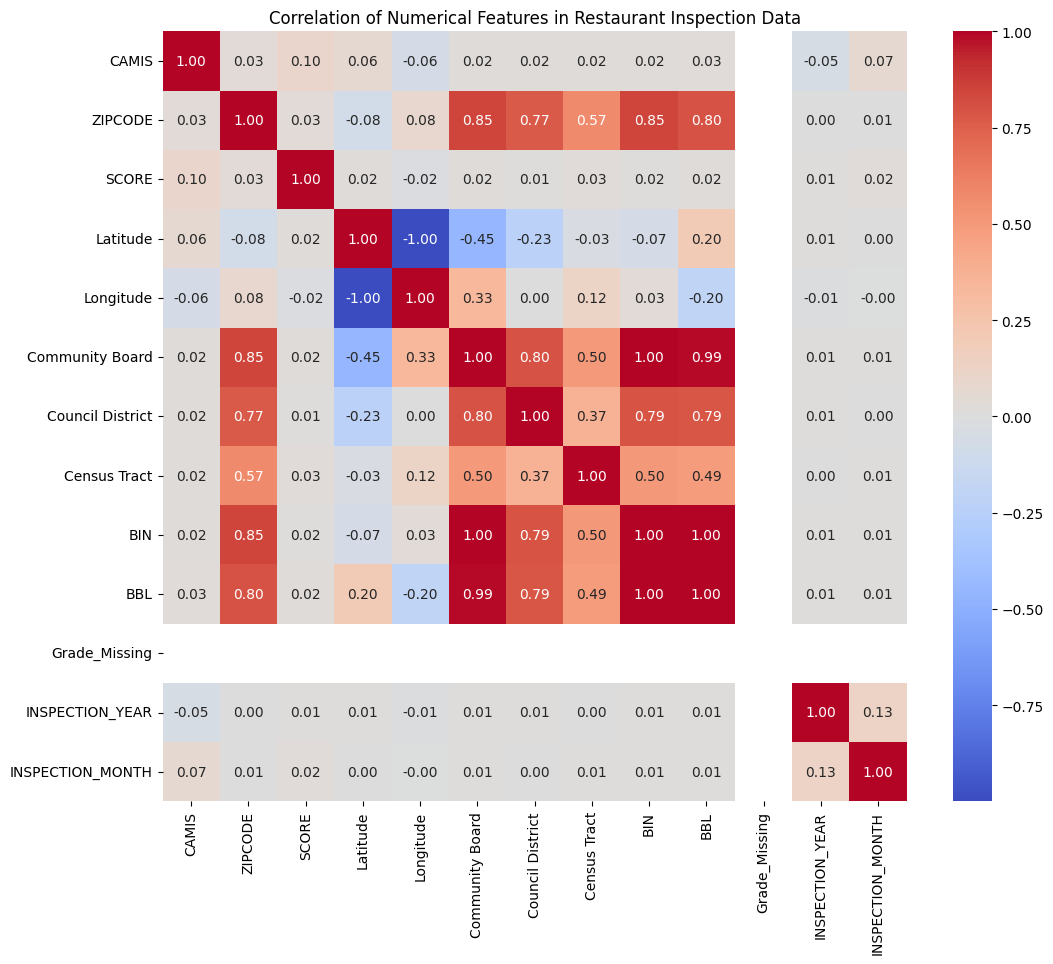 Correlation of Numerical Features in Restaurant Inspection Data
CAMIS 1.00 0.03 0.10 0.06 -0.06 0.02 0.02 0.02 0.02 0.03 -0.05 0.07
ZIPCODE 0.03 1.00 0.03 -0.08 0.08 0.85 0.77 0.57 0.85 0.80 0.00 0.01
SCORE 0.10 0.03 1.00 0.02 -0.02 0.02 0.01 0.03 0.02 0.02 0.01 0.02
Latitude 0.06 -0.08 0.02 1.00 -1.00 -0.45 -0.23 -0.03 -0.07 0.20 0.01 0.00
Longitude -0.06 0.08 -0.02 -1.00 1.00 0.33 0.00 0.12 0.03 -0.20 -0.01 -0.00
Community Board 0.02 0.85 0.02 -0.45 0.33 1.00 0.80 0.50 1.00 0.99 0.01 0.01
Council District 0.02 0.77 0.01 -0.23 0.00 0.80 1.00 0.37 0.79 0.79 0.01 0.00
Census Tract 0.02 0.57 0.03 -0.03 0.12 0.50 0.37 1.00 0.50 0.49 0.00 0.01
BIN 0.02 0.85 0.02 -0.07 0.03 1.00 0.79 0.50 1.00 1.00 0.01 0.01
BBL 0.03 0.80 0.02 0.20 -0.20 0.99 0.79 0.49 1.00 1.00 0.01 0.01
Grade_Missing
INSPECTION_YEAR -0.05 0.00 0.01 0.01 -0.01 0.01 0.01 0.00 0.01 0.01 1.00 0.13
INSPECTION_MONTH 0.07 0.01 0.02 0.00 -0.00 0.01 0.00 0.01 0.01 0.01 0.13 1.00
CAMIS
ZIPCODE
SCORE
Latitude
Longitude
Community Board
Council District
Census Tract
BIN
BBL
Grade_Missing
INSPECTION_YEAR
INSPECTION_MONTH
1.00
0.75
0.50
0.25
0.00
−0.25
−0.50
−0.75